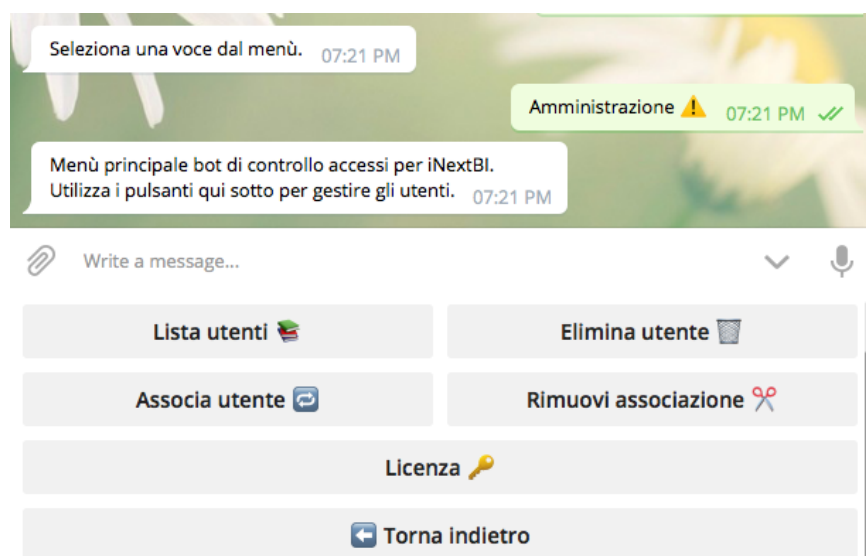 Seleziona una voce dal menù. 07:21 PM
Amministrazione ⚠️ 07:21 PM
Menù principale bot di controllo accessi per iNextBI.
Utilizza i pulsanti qui sotto per gestire gli utenti. 07:21 PM
Write a message...
Lista utenti 📚
Elimina utente 🗑️
Associa utente 🔁
Rimuovi associazione ✂️
Licenza 🔑
⬅️ Torna indietro